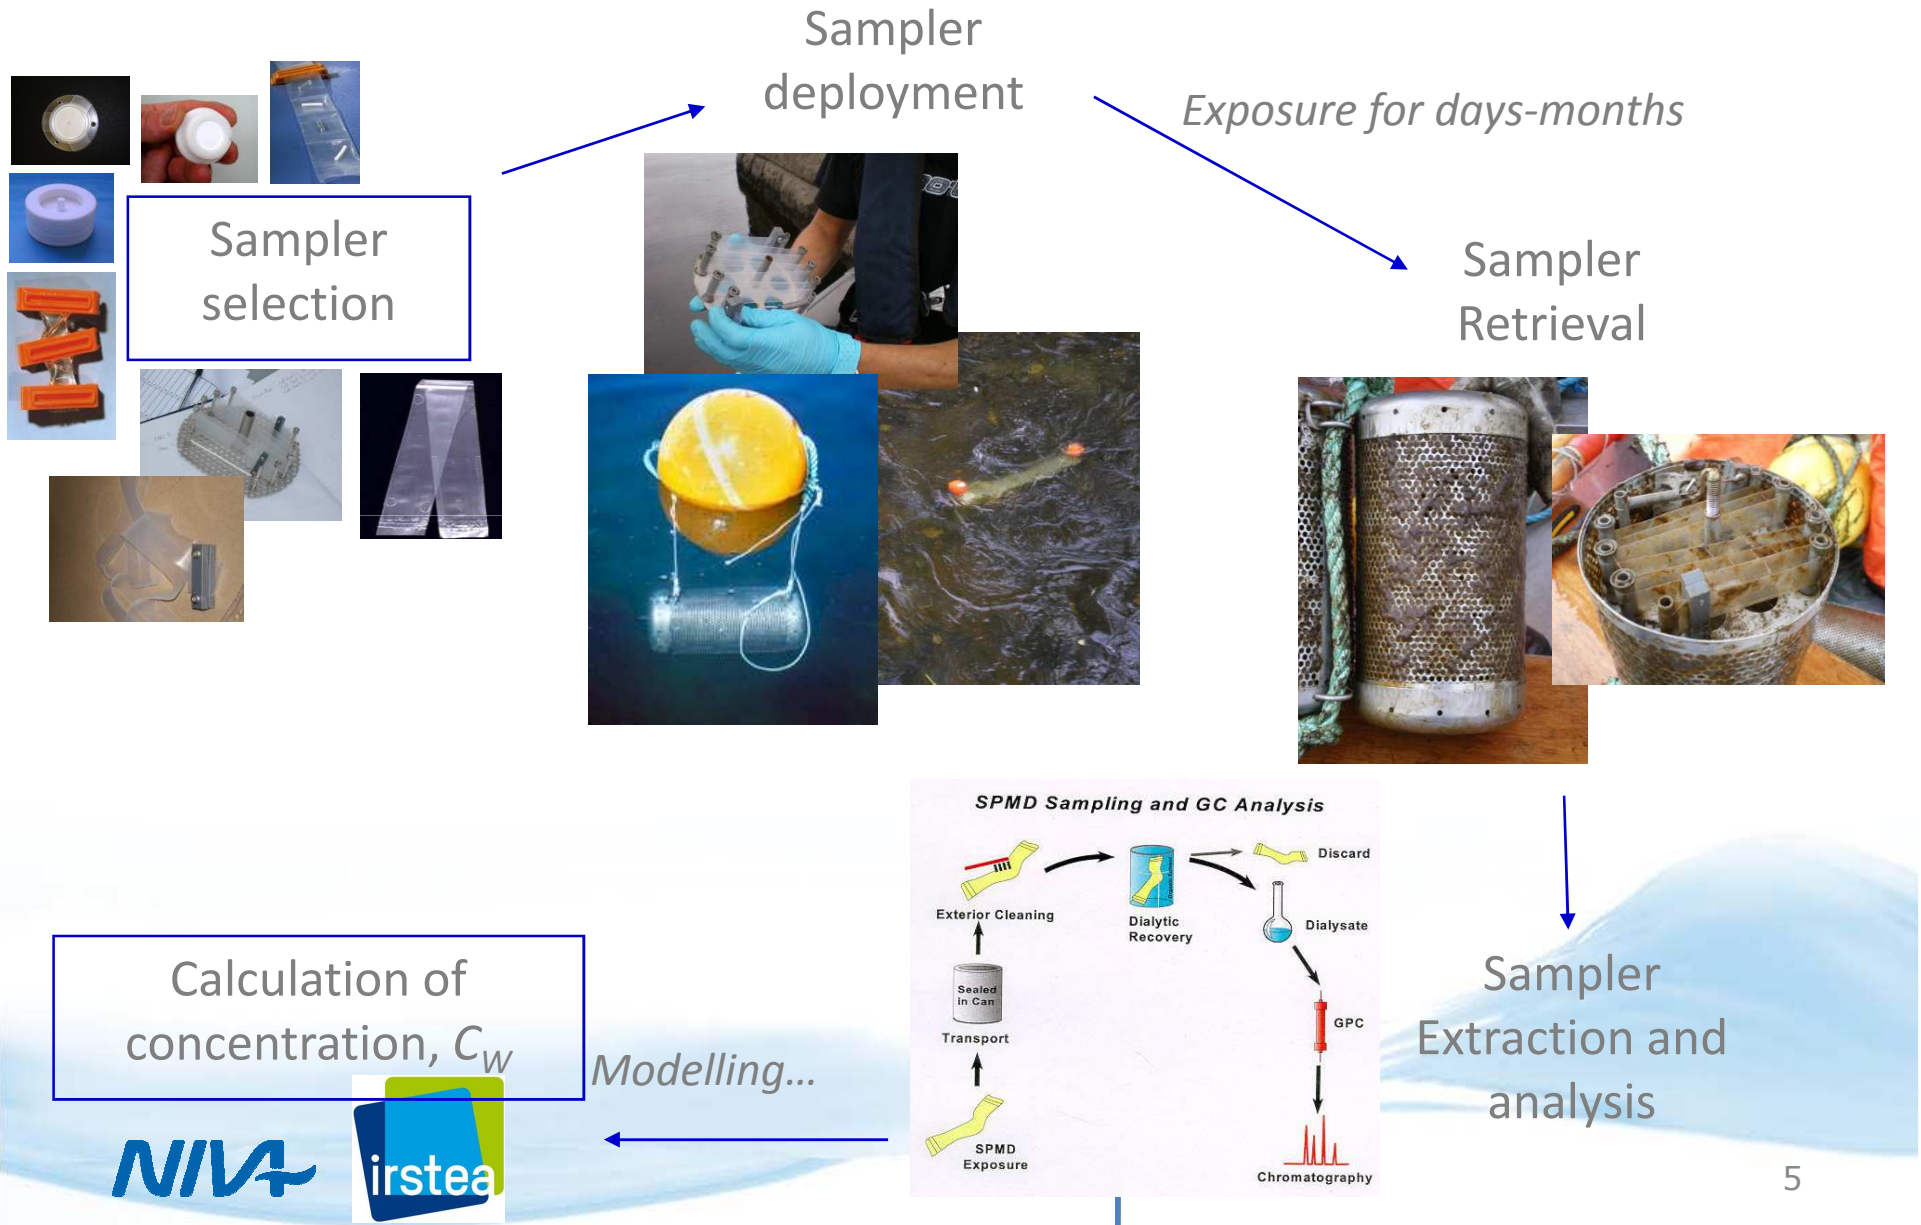 Sampler
deployment
Exposure for days-months
Sampler
selection
Sampler
Retrieval
SPMD Sampling and GC Analysis
Discard
Exterior Cleaning
Dialytic
Recovery
Dialysate
Sealed
in Can
GPC
Transport
SPMD
Exposure
Chromatography
Sampler
Extraction and
analysis
Calculation of
concentration, CW
Modelling...
NIVA
irstea
5